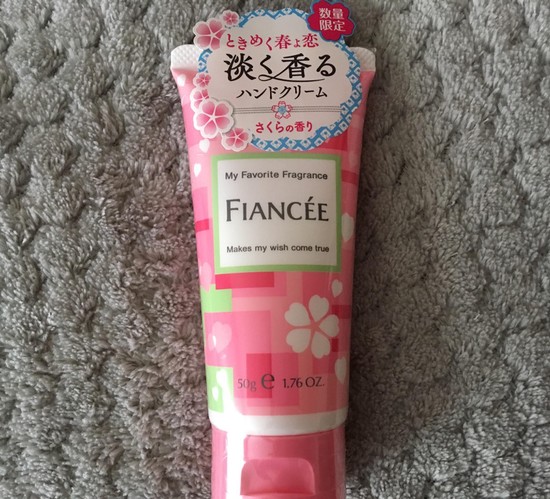 数量
限定
ときめく春よ恋
淡く香る
ハンドクリーム
さくらの香り
My Favorite Fragrance
FIANCÉE
Makes my wish come true
50g e 1.76 OZ.